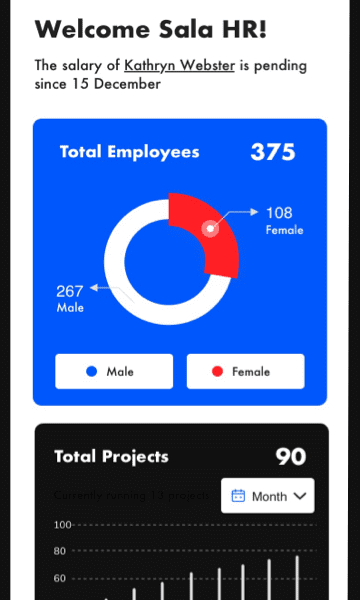 Welcome Sala HR!
The salary of Kathryn Webster is pending
since 15 December
Total Employees 375
108
Female
267
Male
Male Female
Total Projects 90
Currently running 13 projects
Month
100
80
60